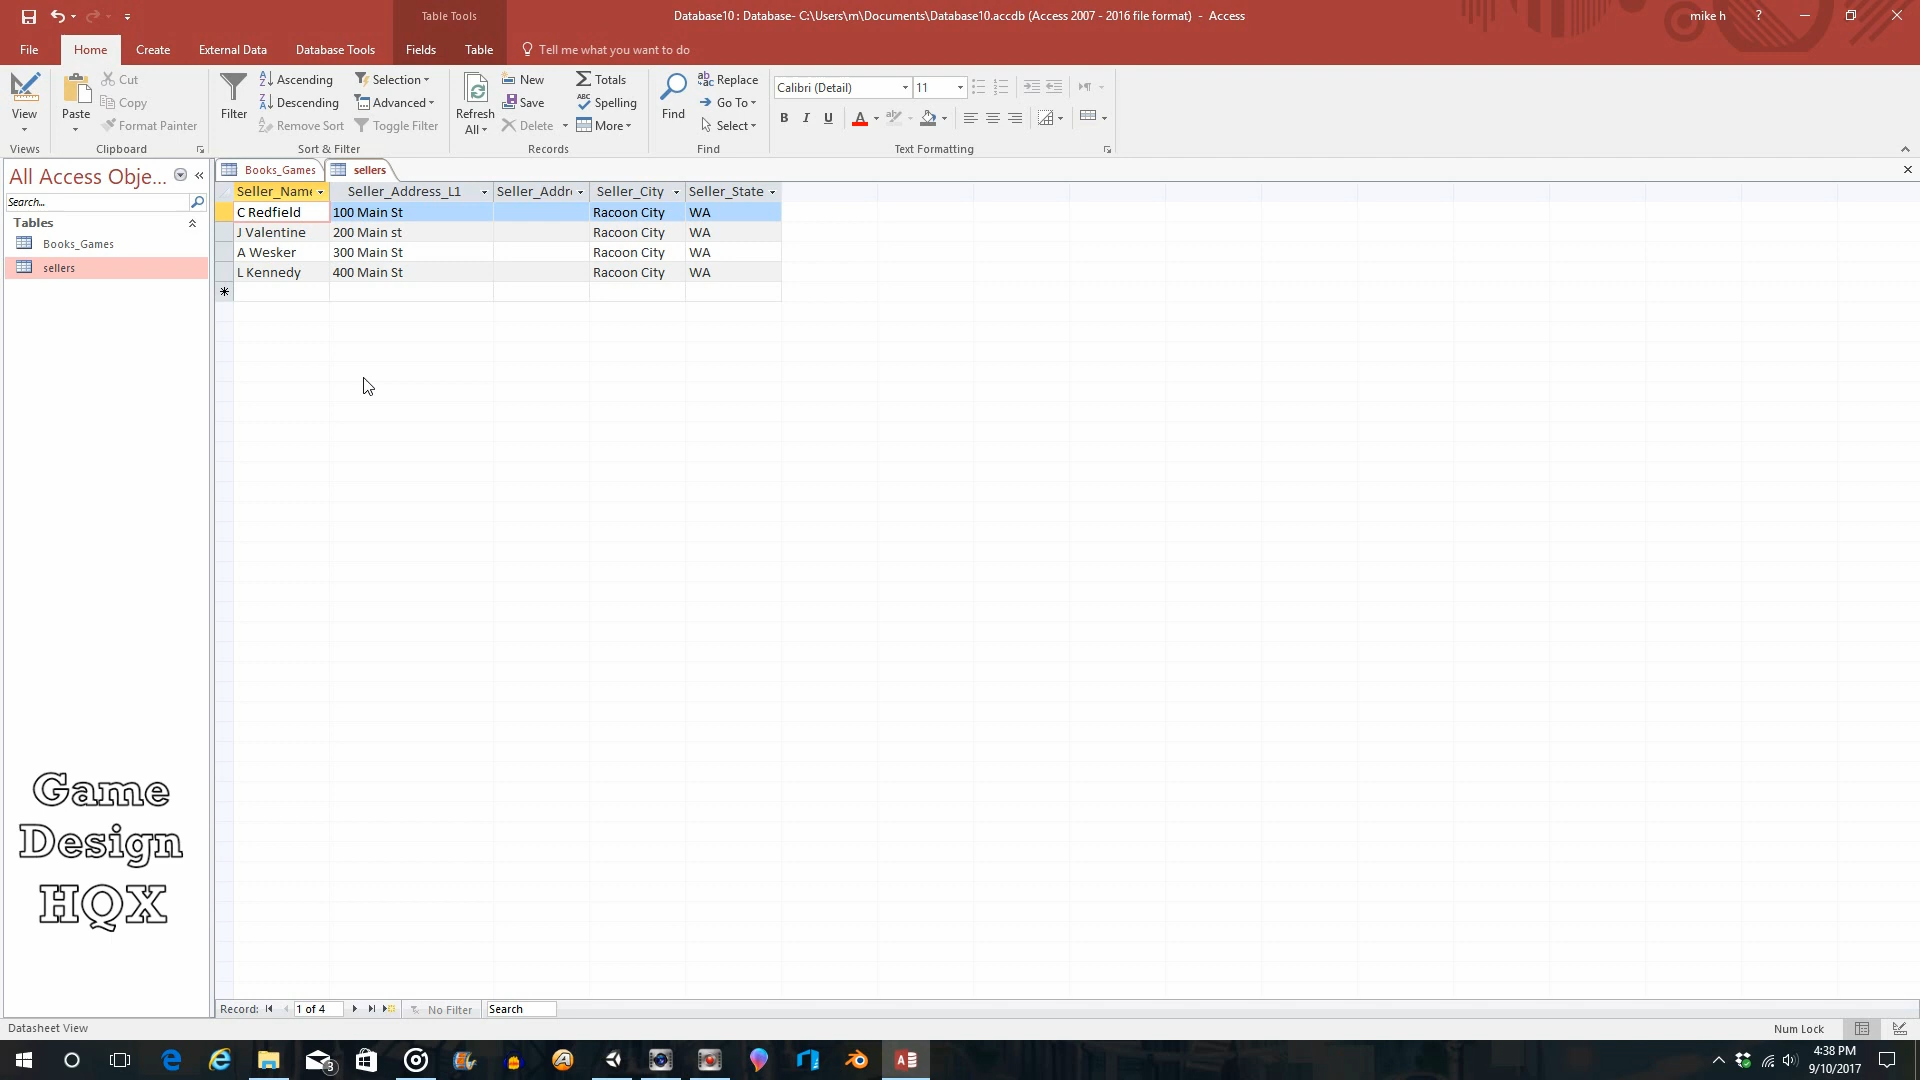 Table Tools
Database10 : Database- C:\Users\m\Documents\Database10.accdb (Access 2007 - 2016 file format) - Access
mike h
?
File
Home
Create
External Data
Database Tools
Fields
Table
Tell me what you want to do
View
Views
Paste
Cut
Copy
Format Painter
Clipboard
Filter
Ascending
Descending
Remove Sort
Selection
Advanced
Toggle Filter
Sort & Filter
Refresh
All
New
Save
Delete
Totals
Spelling
More
Records
Find
Replace
Go To
Select
Find
Calibri (Detail)
11
B I U A
Text Formatting
All Access Obje...
Search...
Tables
Books_Games
sellers
Books_Games
sellers
Seller_Name Seller_Address_L1 Seller_Addr Seller_City Seller_State
C Redfield 100 Main St Racoon City WA
J Valentine 200 Main st Racoon City WA
A Wesker 300 Main St Racoon City WA
L Kennedy 400 Main St Racoon City WA
Game
Design
HQX
Record: 1 of 4 No Filter Search
Datasheet View
Num Lock
3
4:38 PM
9/10/2017